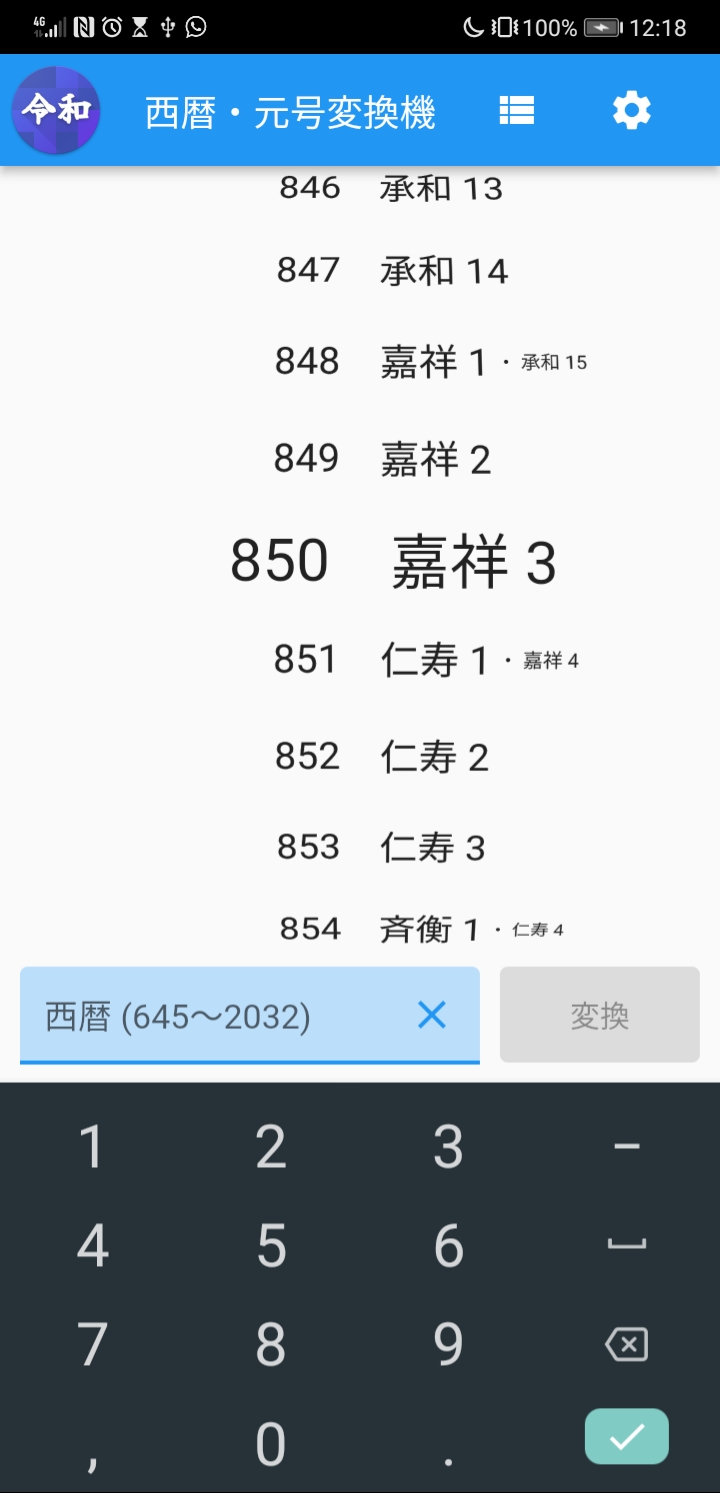 4G 100% 12:18
令和 西暦・元号変換機
846 承和 13
847 承和 14
848 嘉祥 1・承和 15
849 嘉祥 2
850 嘉祥 3
851 仁寿 1・嘉祥 4
852 仁寿 2
853 仁寿 3
854 斉衡 1・仁寿 4
西暦 (645〜2032) 変換
1 2 3 −
4 5 6
7 8 9
, 0 .